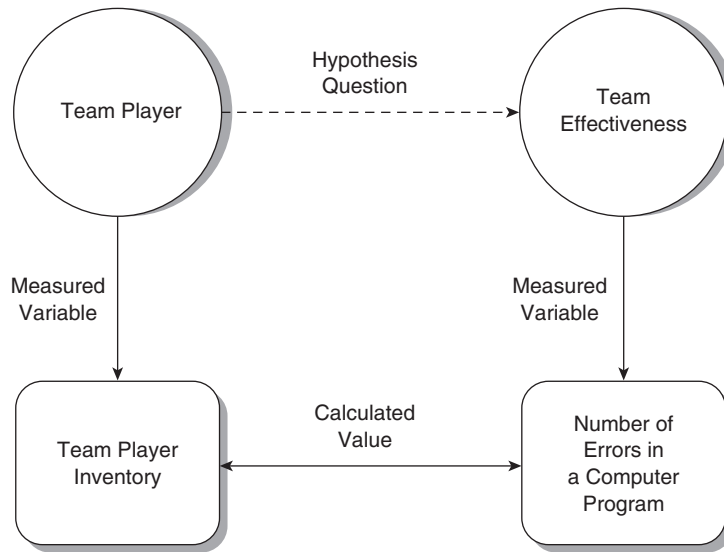 Hypothesis
Question
Team Player
Team
Effectiveness
Measured
Variable
Measured
Variable
Calculated
Value
Team Player
Inventory
Number of
Errors in
a Computer
Program